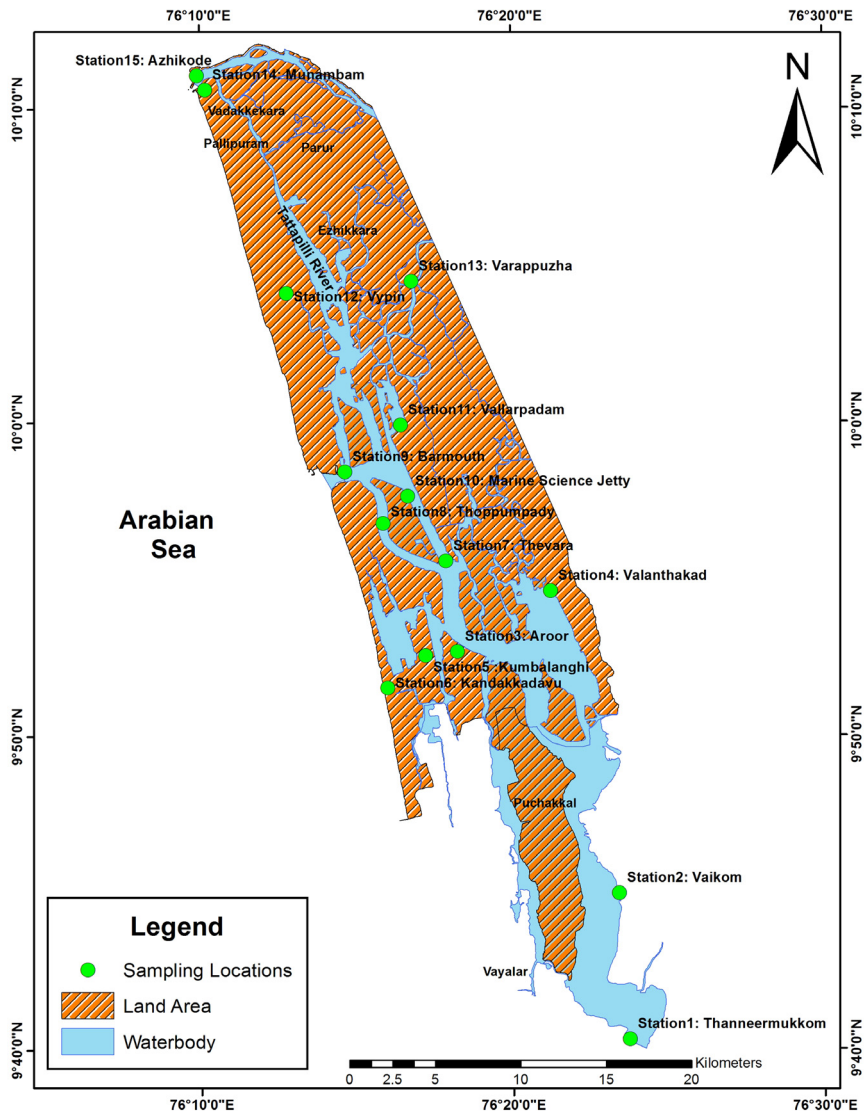 76°10'0"E
76°20'0"E
76°30'0"E
Station15: Azhikode
Station14: Munambam
N
10°10'0"N
10°10'0"N
Vadakkekara
Pallipuram
Parur
Tattapilli River
Ezhikkara
Station13: Varappuzha
Station12: Vypin
Station11: Vallarpadam
10°0'0"N
10°0'0"N
Station9: Barmouth
Station10: Marine Science Jetty
Arabian
Sea
Station8: Thoppumpady
Station7: Thevara
Station4: Valanthakad
Station3: Aroor
Station5 :Kumbalanghi
Station6: Kandakkadavu
9°50'0"N
9°50'0"N
Puchakkal
Station2: Vaikom
Legend
Sampling Locations
Land Area
Waterbody
Vayalar
Station1: Thanneermukkom
9°40'0"N
9°40'0"N
Kilometers
0 2.5 5 10 15 20
76°10'0"E
76°20'0"E
76°30'0"E